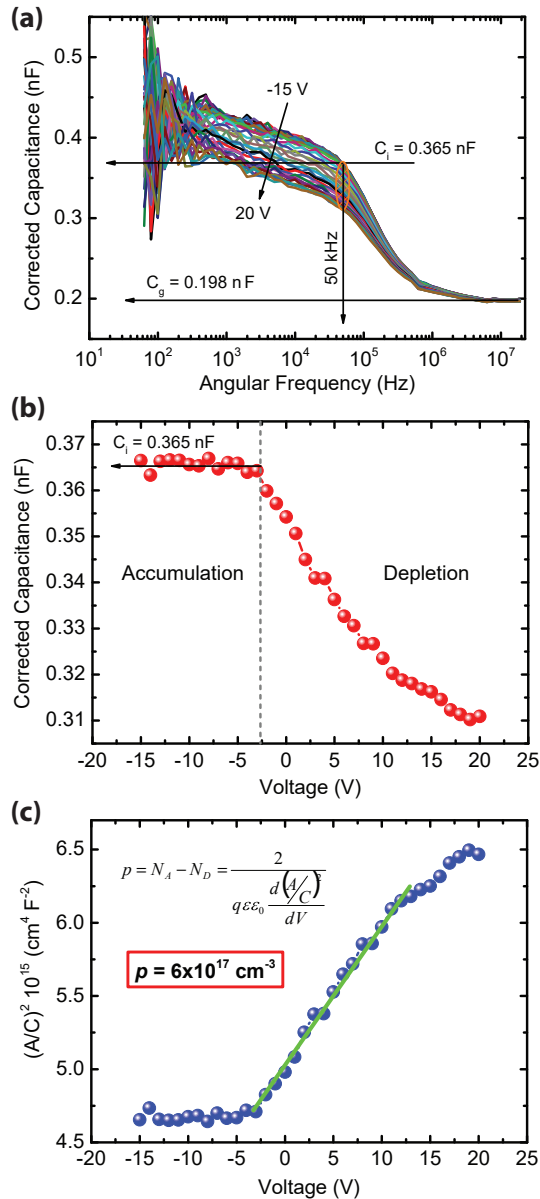 (a)
Corrected Capacitance (nF)
0.5
0.4
0.3
0.2
-15 V
20 V
C_i = 0.365 nF
50 kHz
C_g = 0.198 n F
10^1 10^2 10^3 10^4 10^5 10^6 10^7
Angular Frequency (Hz)
(b)
Corrected Capacitance (nF)
0.37
0.36
0.35
0.34
0.33
0.32
0.31
C_i = 0.365 nF
Accumulation
Depletion
-20 -15 -10 -5 0 5 10 15 20 25
Voltage (V)
(c)
(A/C)^2 10^15 (cm^4 F^-2)
6.5
6.0
5.5
5.0
4.5
p = N_A − N_D = 2 / (qεε_0 d(A/C)^2 / dV)
p = 6x10^17 cm^-3
-20 -15 -10 -5 0 5 10 15 20 25
Voltage (V)